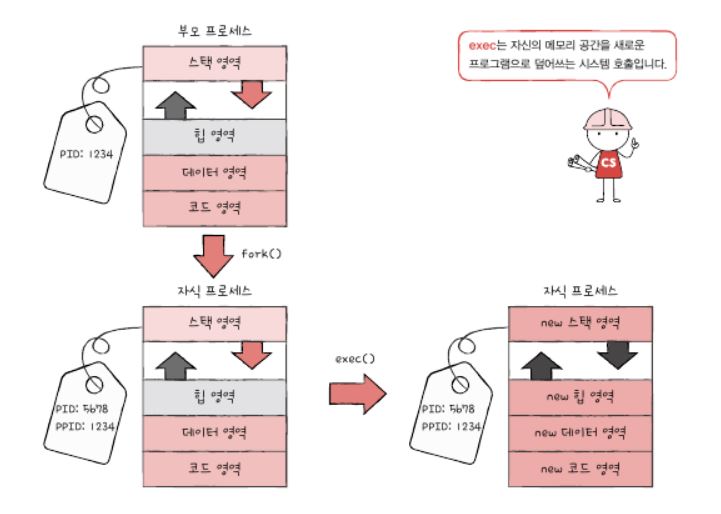 부모 프로세스
스택 영역
힙 영역
데이터 영역
코드 영역
PID: 1234
exec는 자신의 메모리 공간을 새로운
프로그램으로 덮어쓰는 시스템 호출입니다.
CS
fork()
자식 프로세스
스택 영역
힙 영역
데이터 영역
코드 영역
PID: 5678
PPID: 1234
exec()
자식 프로세스
new 스택 영역
new 힙 영역
new 데이터 영역
new 코드 영역
PID: 5678
PPID: 1234